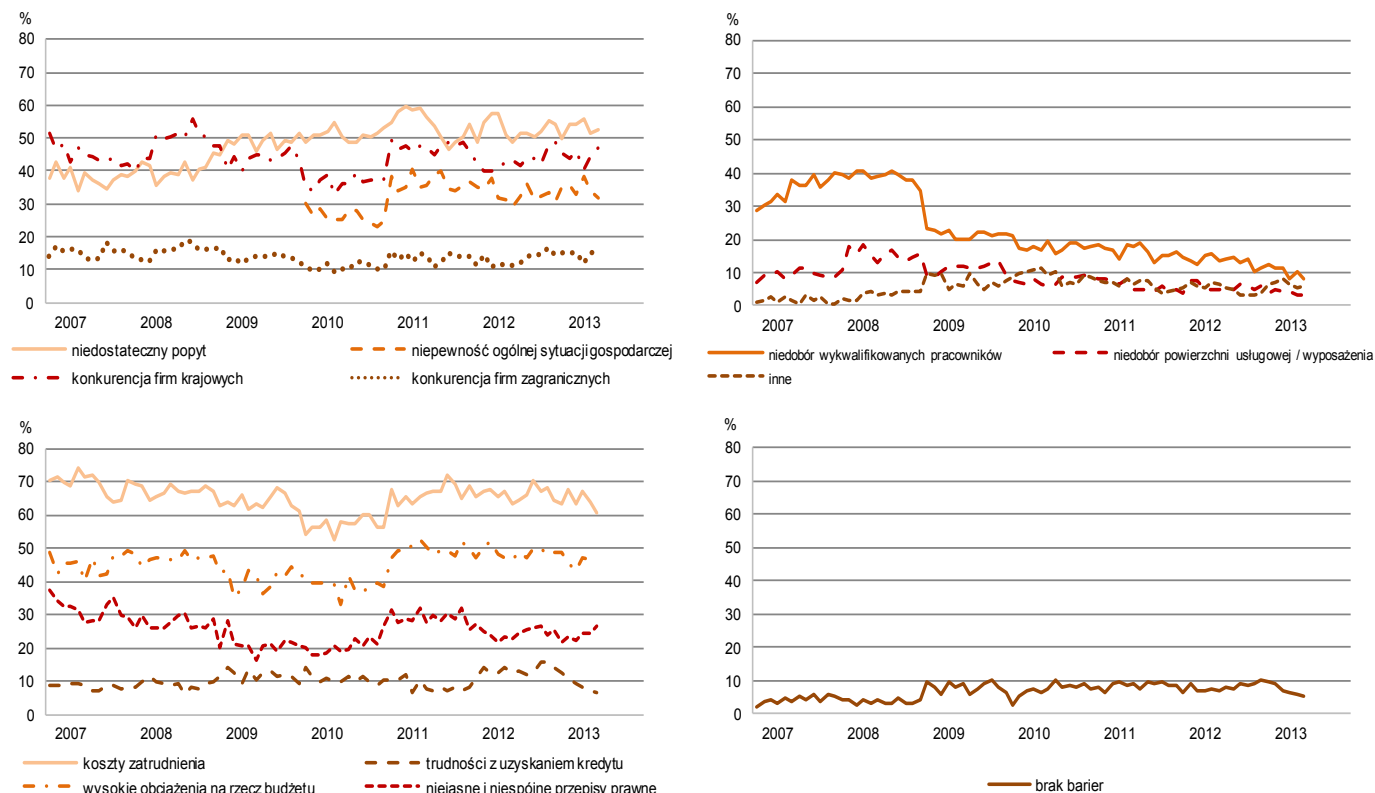 %
80
70
60
50
40
30
20
10
0
2007 2008 2009 2010 2011 2012 2013
niedostateczny popyt
niepewność ogólnej sytuacji gospodarczej
konkurencja firm krajowych
konkurencja firm zagranicznych
%
80
70
60
50
40
30
20
10
0
2007 2008 2009 2010 2011 2012 2013
niedobór wykwalifikowanych pracowników
niedobór powierzchni usługowej / wyposażenia
inne
%
80
70
60
50
40
30
20
10
0
2007 2008 2009 2010 2011 2012 2013
koszty zatrudnienia
trudności z uzyskaniem kredytu
wysokie obciążenia na rzecz budżetu
niejasne i niespójne przepisy prawne
%
80
70
60
50
40
30
20
10
0
2007 2008 2009 2010 2011 2012 2013
brak barier